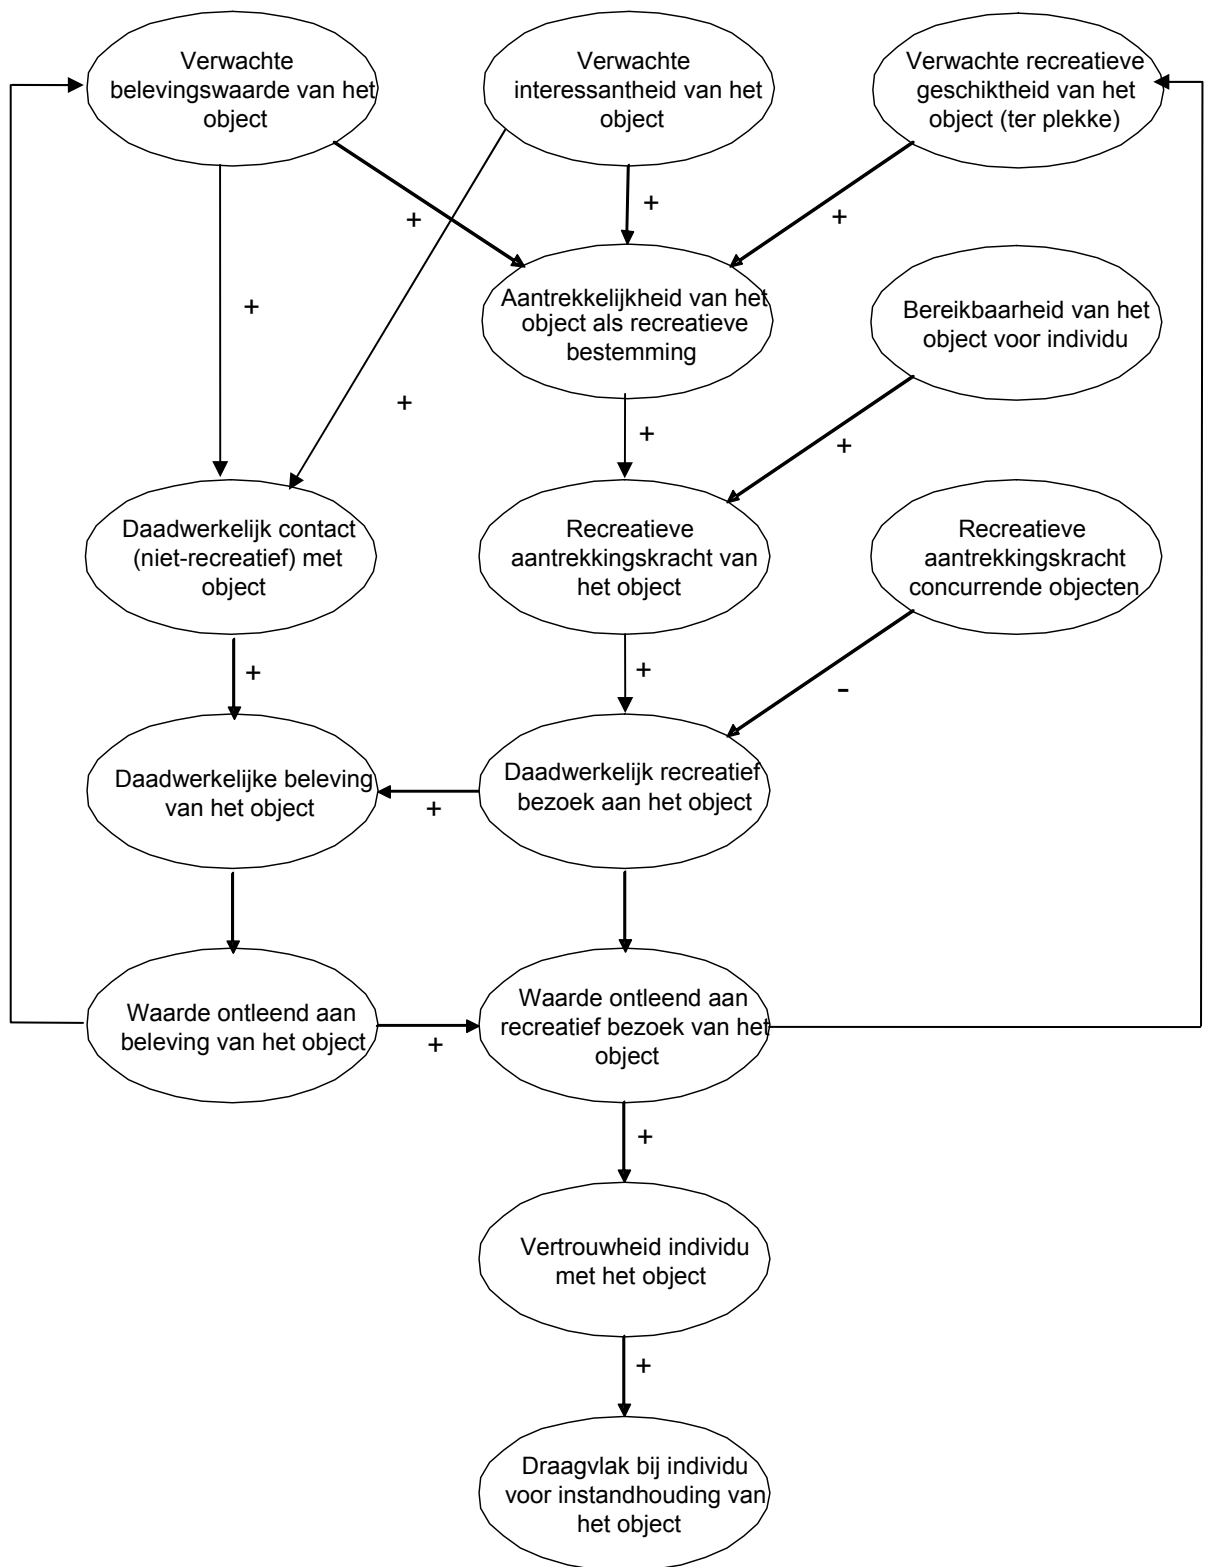 Verwachte
belevingswaarde van het
object
Verwachte
interessantheid van het
object
Verwachte recreatieve
geschiktheid van het
object (ter plekke)
+
+
+
+
Aantrekkelijkheid van het
object als recreatieve
bestemming
Bereikbaarheid van het
object voor individu
+
+
+
Daadwerkelijk contact
(niet-recreatief) met
object
Recreatieve
aantrekkingskracht van
het object
Recreatieve
aantrekkingskracht
concurrende objecten
+
+
-
Daadwerkelijke beleving
van het object
+
Daadwerkelijk recreatief
bezoek aan het object
Waarde ontleend aan
beleving van het object
+
Waarde ontleend aan
recreatief bezoek van het
object
+
Vertrouwheid individu
met het object
+
Draagvlak bij individu
voor instandhouding van
het object